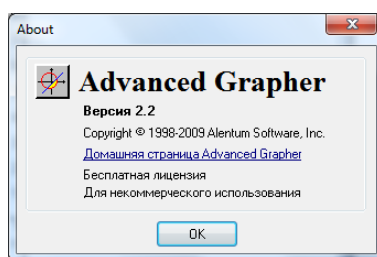 About
Advanced Grapher
Версия 2.2
Copyright © 1998-2009 Alentum Software, Inc.
Домашняя страница Advanced Grapher
Бесплатная лицензия
Для некоммерческого использования
OK